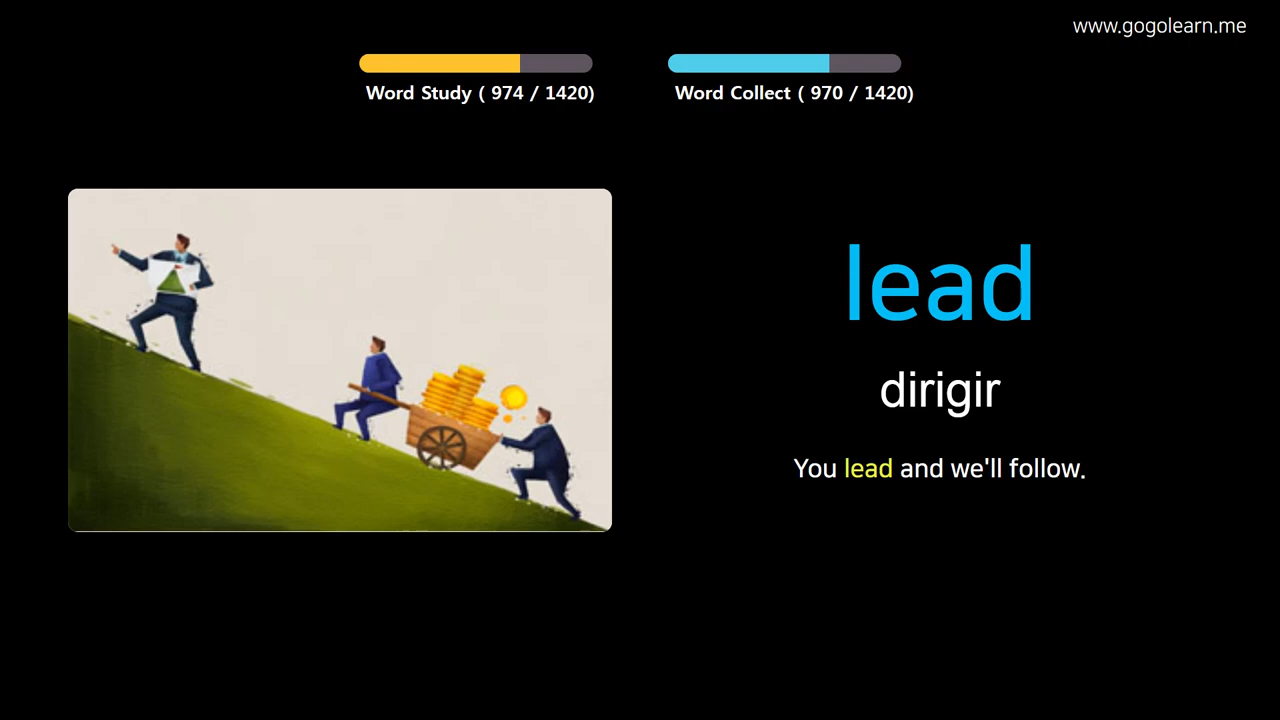 www.gogolearn.me
Word Study ( 974 / 1420)
Word Collect ( 970 / 1420)
lead
dirigir
You lead and we'll follow.